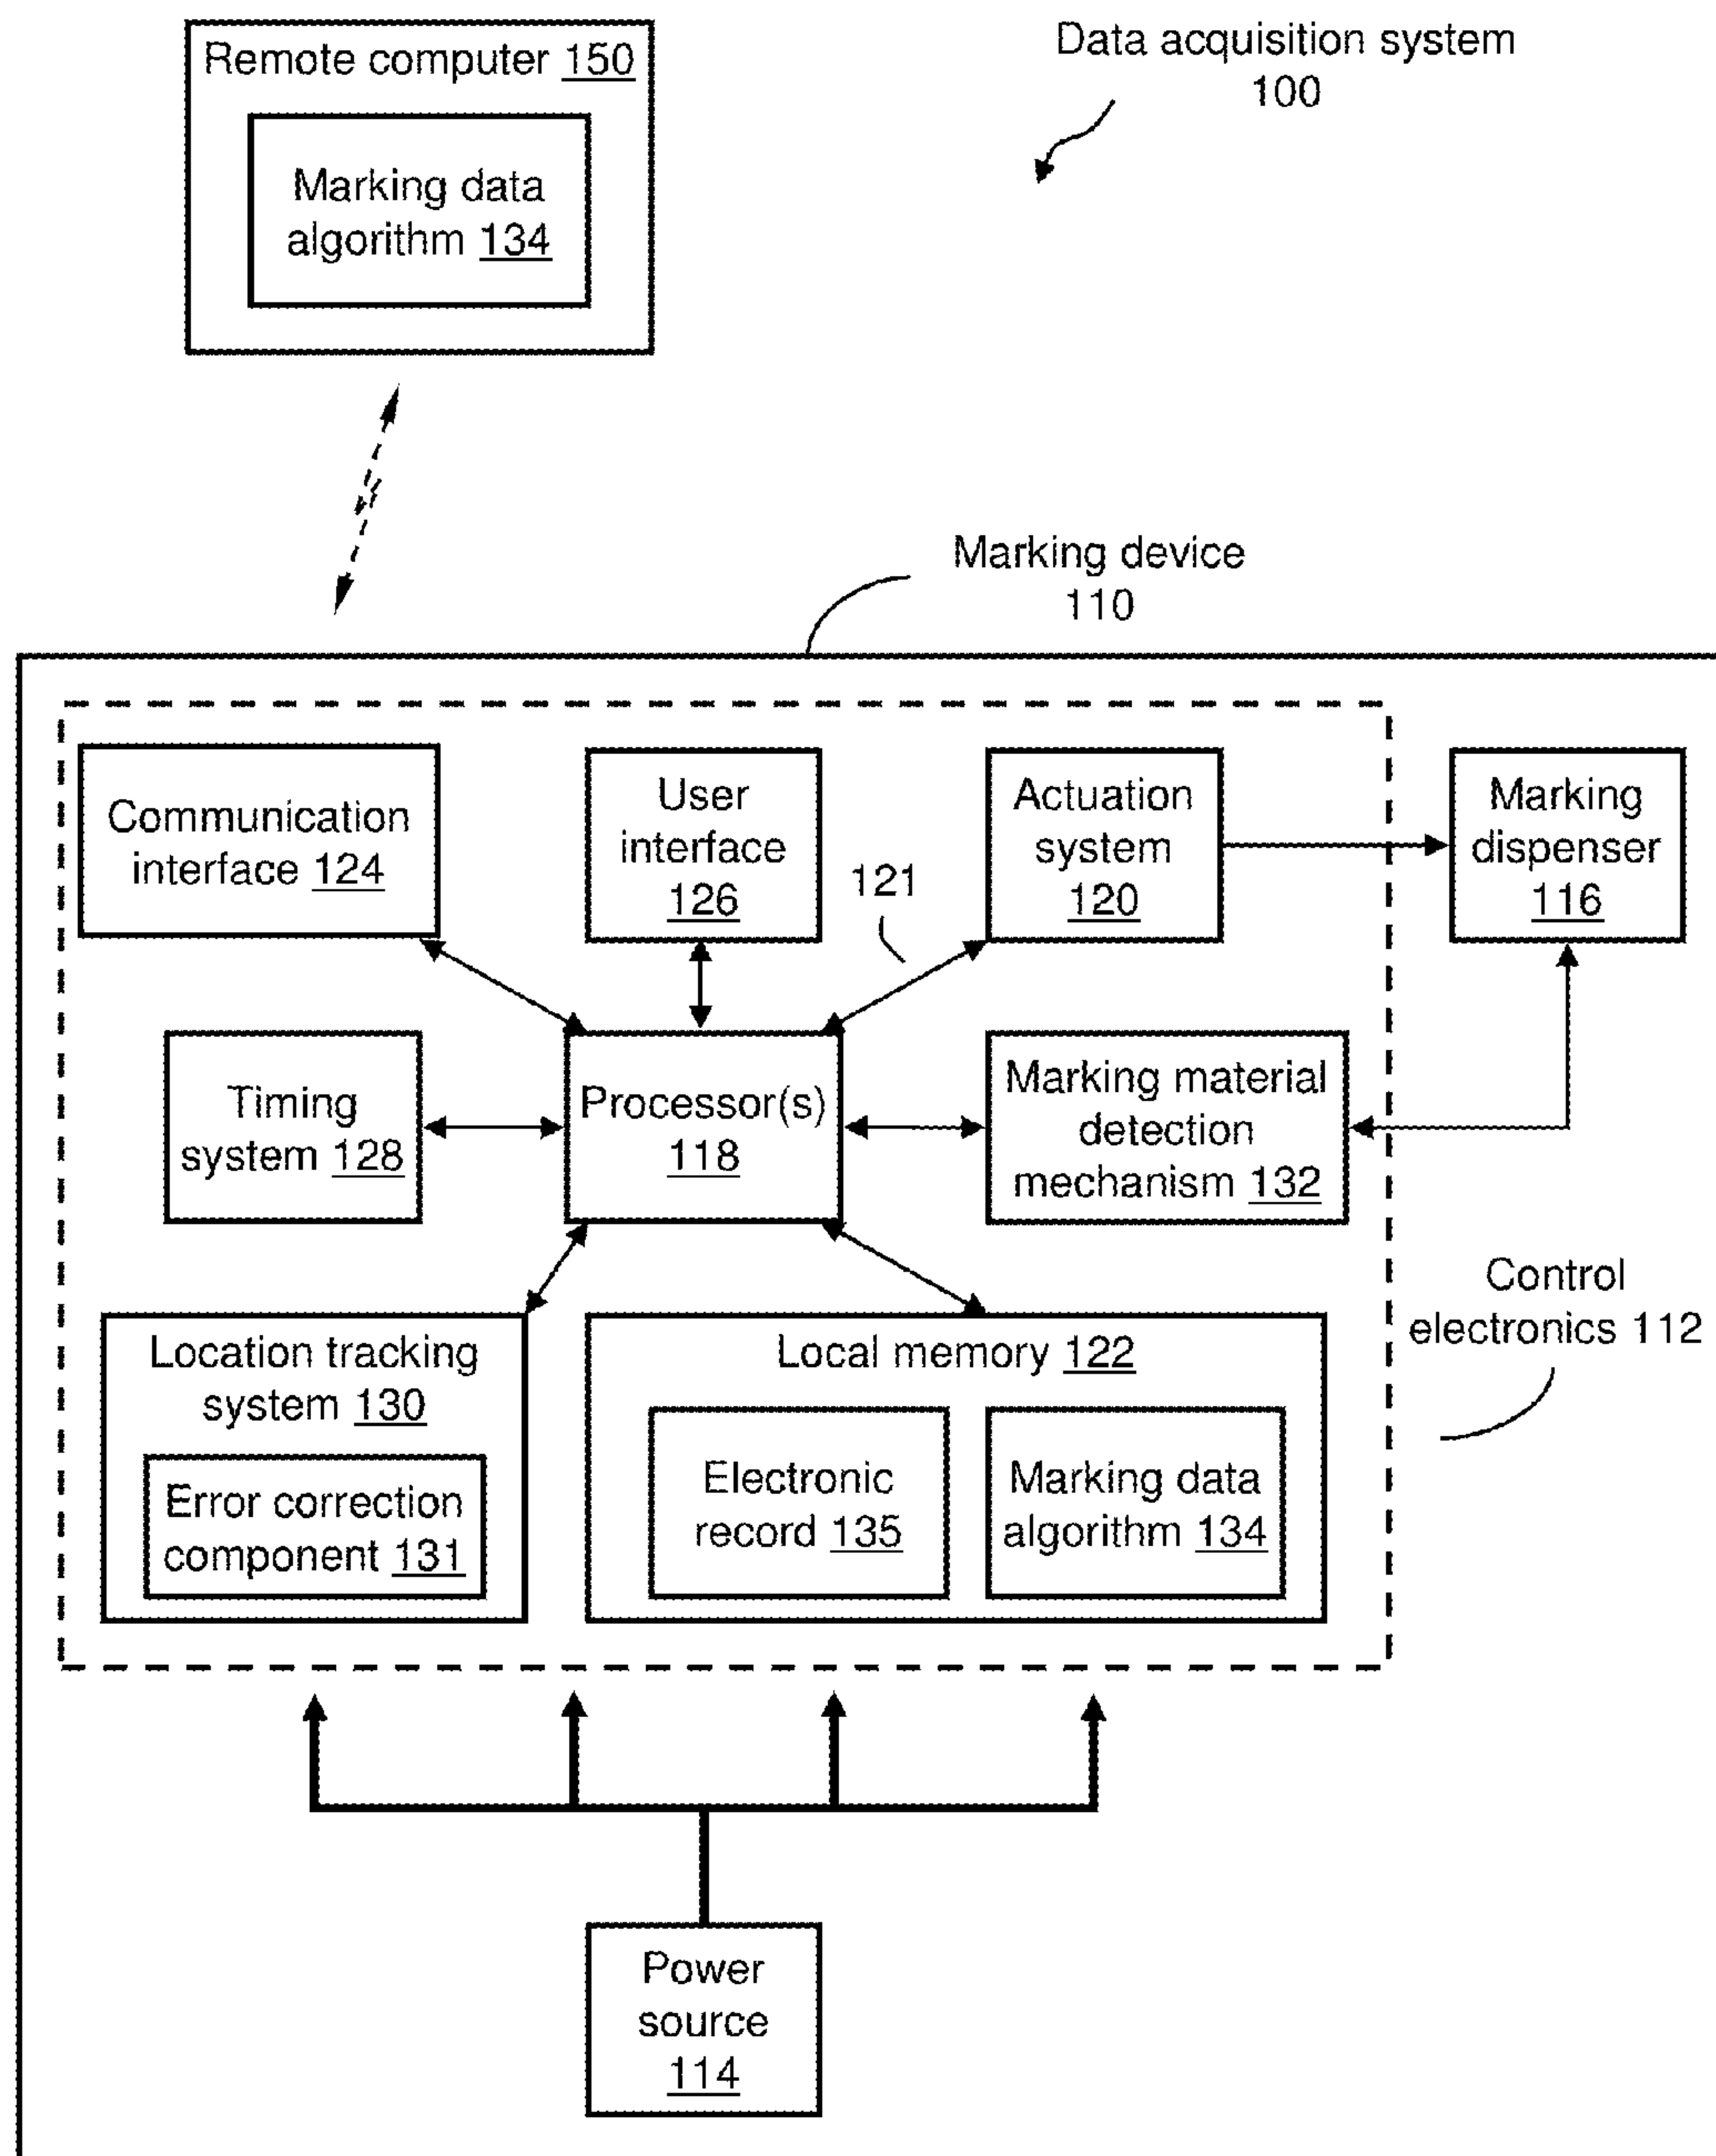 Remote computer 150
Marking data
algorithm 134
Data acquisition system
100
Marking device
110
Communication
interface 124
User
interface
126
Actuation
system
120
Marking
dispenser
116
121
Timing
system 128
Processor(s)
118
Marking material
detection
mechanism 132
Control
electronics 112
Location tracking
system 130
Error correction
component 131
Local memory 122
Electronic
record 135
Marking data
algorithm 134
Power
source
114